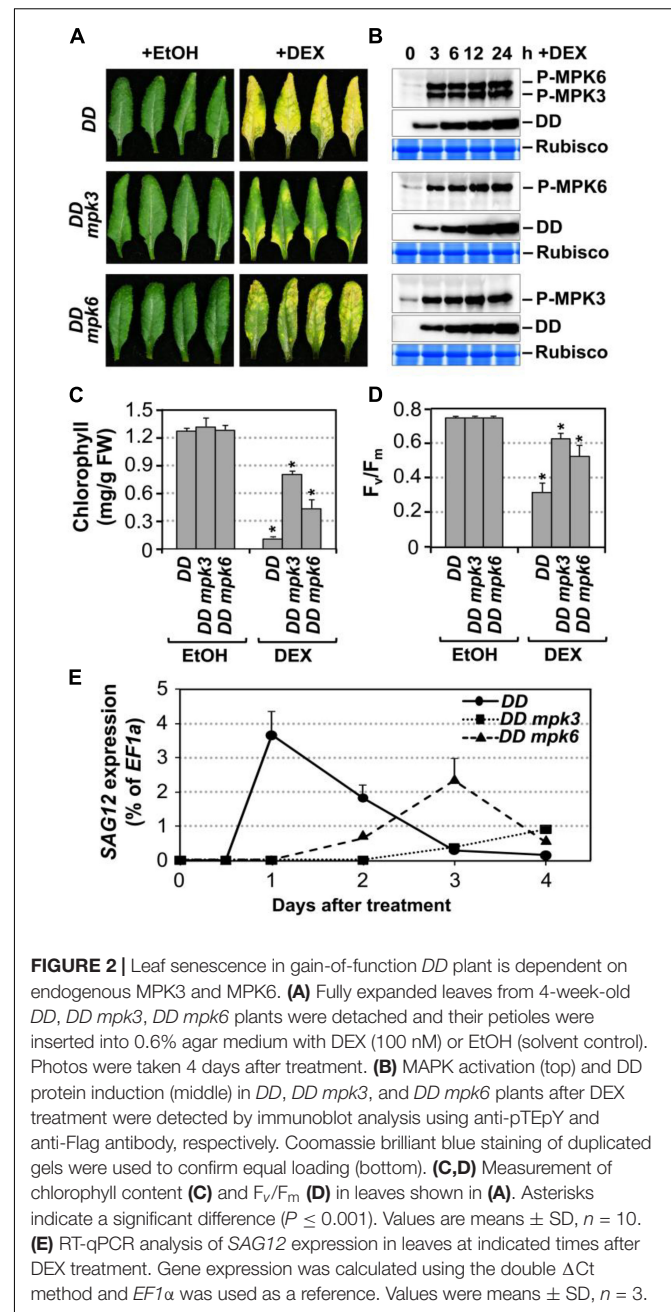 A
+EtOH +DEX
DD
DD mpk3
DD mpk6
B
0 3 6 12 24 h +DEX
P-MPK6
P-MPK3
DD
Rubisco
P-MPK6
DD
Rubisco
P-MPK3
DD
Rubisco
C
Chlorophyll
(mg/g FW)
1.5
1.2
0.9
0.6
0.3
0
* * *
DD
DD mpk3
DD mpk6
DD
DD mpk3
DD mpk6
EtOH DEX
D
Fv/Fm
0.8
0.6
0.4
0.2
0
* * *
DD
DD mpk3
DD mpk6
DD
DD mpk3
DD mpk6
EtOH DEX
E
SAG12 expression
(% of EF1a)
5
4
3
2
1
0
DD
DD mpk3
DD mpk6
0 1 2 3 4
Days after treatment
FIGURE 2 | Leaf senescence in gain-of-function DD plant is dependent on
endogenous MPK3 and MPK6. (A) Fully expanded leaves from 4-week-old
DD, DD mpk3, DD mpk6 plants were detached and their petioles were
inserted into 0.6% agar medium with DEX (100 nM) or EtOH (solvent control).
Photos were taken 4 days after treatment. (B) MAPK activation (top) and DD
protein induction (middle) in DD, DD mpk3, and DD mpk6 plants after DEX
treatment were detected by immunoblot analysis using anti-pTEpY and
anti-Flag antibody, respectively. Coomassie brilliant blue staining of duplicated
gels were used to confirm equal loading (bottom). (C,D) Measurement of
chlorophyll content (C) and Fv/Fm (D) in leaves shown in (A). Asterisks
indicate a significant difference (P ≤ 0.001). Values are means ± SD, n = 10.
(E) RT-qPCR analysis of SAG12 expression in leaves at indicated times after
DEX treatment. Gene expression was calculated using the double ΔCt
method and EF1α was used as a reference. Values were means ± SD, n = 3.